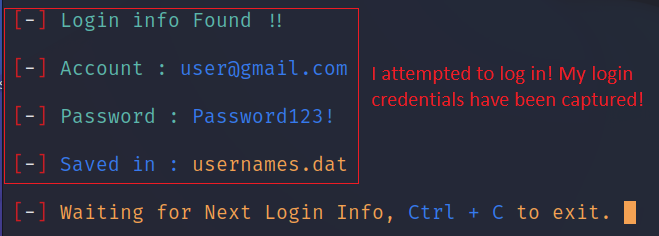 [-] Login info Found !!
[-] Account : user@gmail.com
I attempted to log in! My login
credentials have been captured!
[-] Password : Password123!
[-] Saved in : usernames.dat
[-] Waiting for Next Login Info, Ctrl + C to exit.